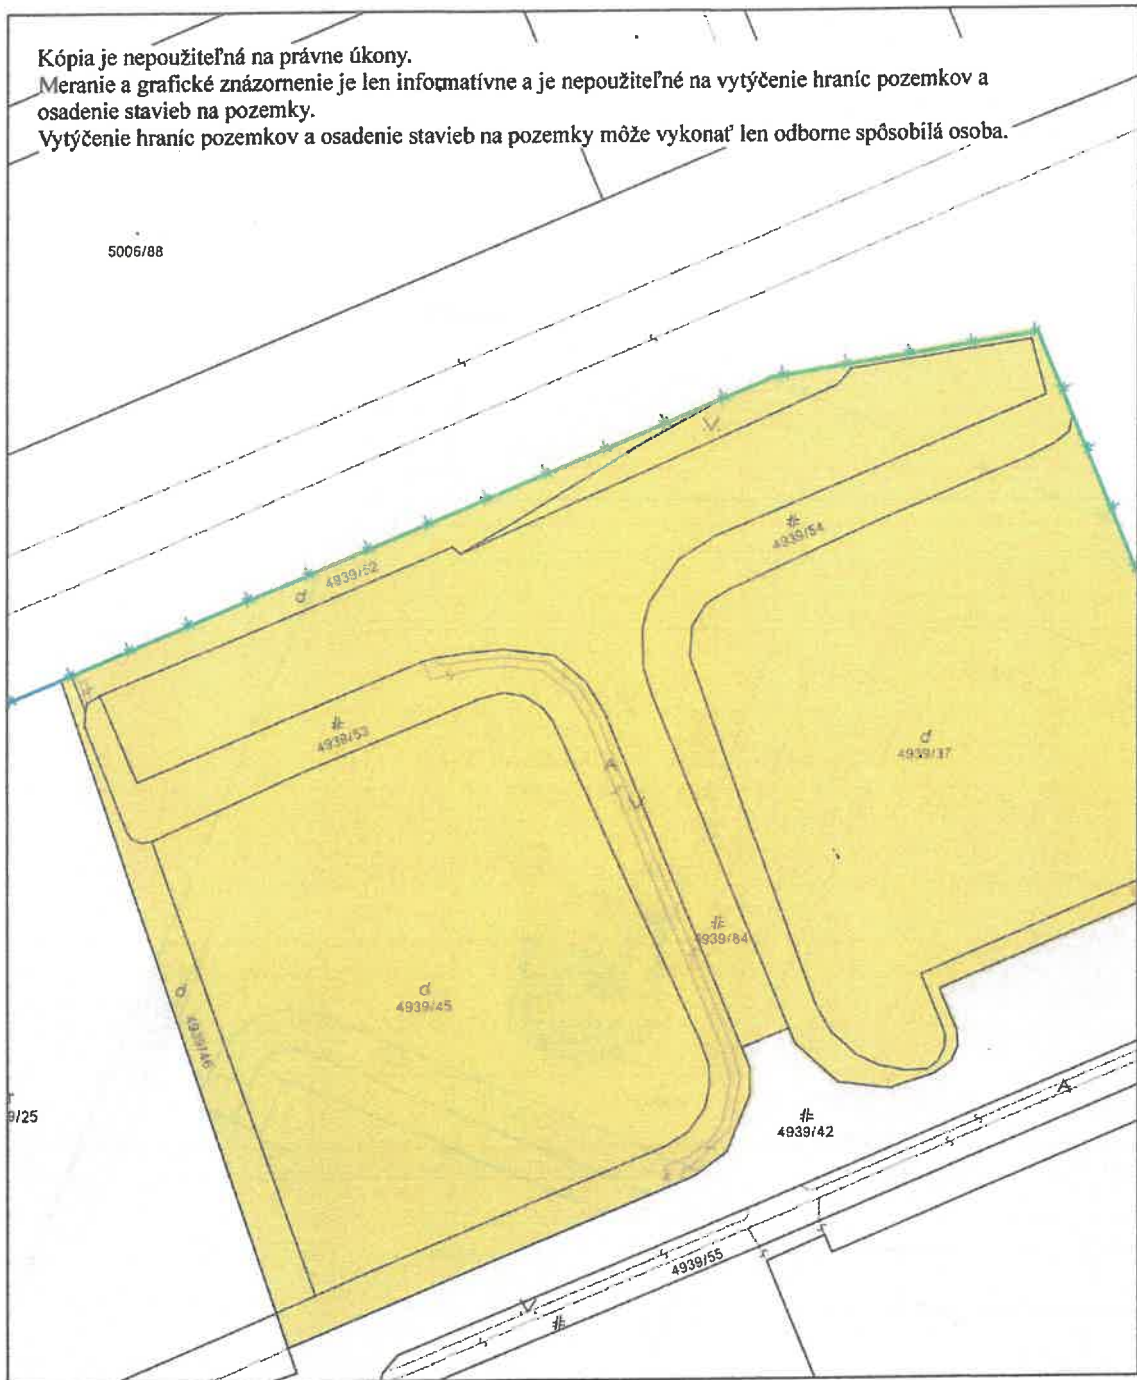 Kópia je nepoužiteľná na právne úkony.
Meranie a grafické znázornenie je len informatívne a je nepoužiteľné na vytýčenie hraníc pozemkov a
osadenie stavieb na pozemky.
Vytýčenie hraníc pozemkov a osadenie stavieb na pozemky môže vykonať len odborne spôsobilá osoba.
5006/88
4939/54
4939/52
4939/53
4939/37
4939/84
4939/45
4939/46
9/25
4939/42
4939/55